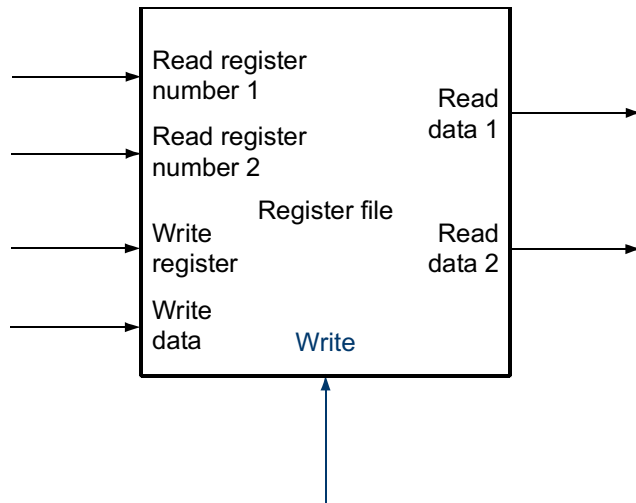 Read register
number 1
Read register
number 2
Register file
Write
register
Write
data
Write
Read
data 1
Read
data 2